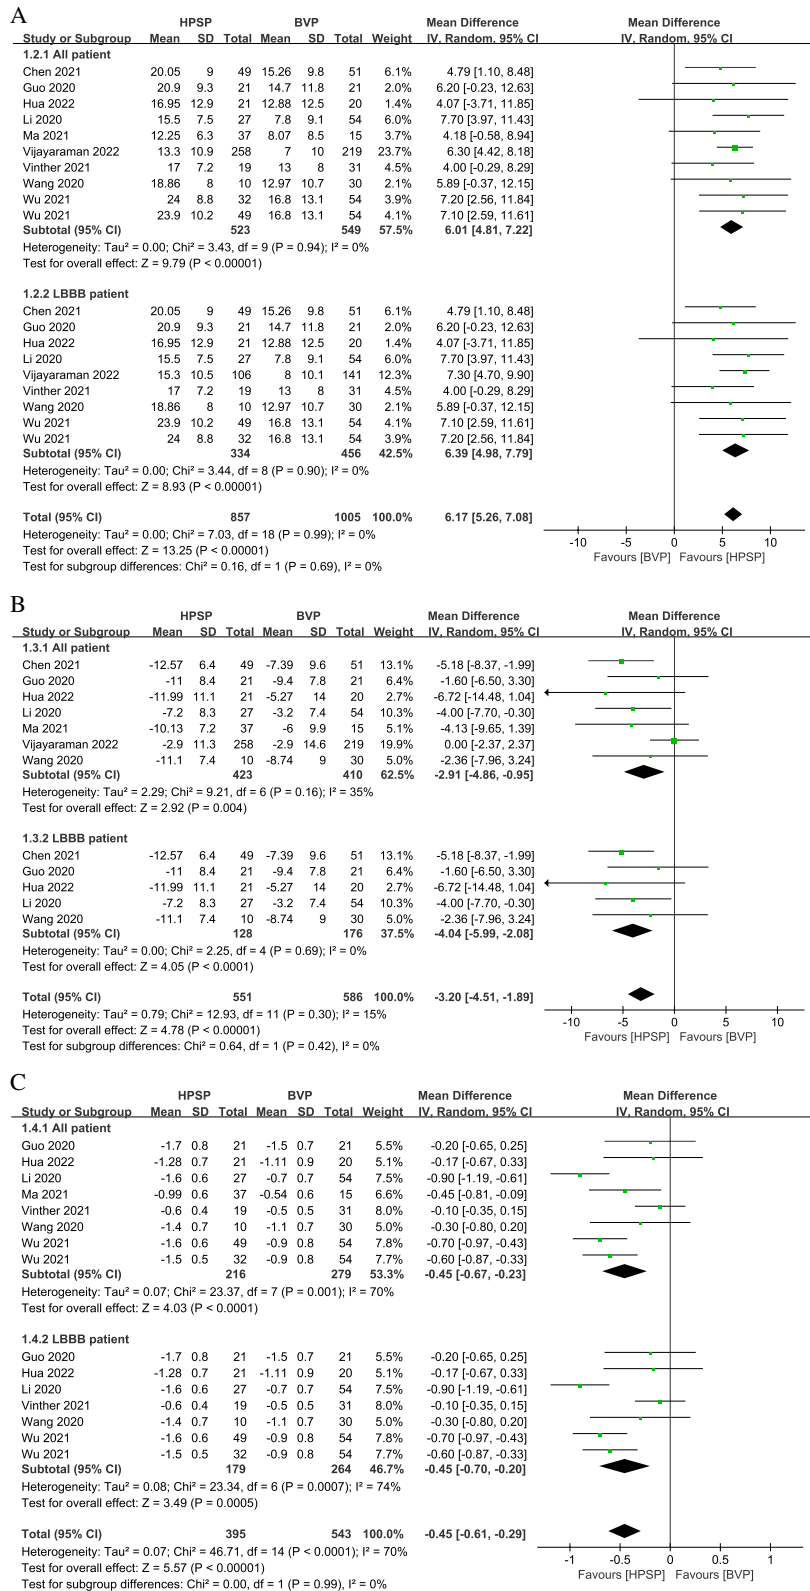 A
HPSP BVP Mean Difference Mean Difference
Study or Subgroup Mean SD Total Mean SD Total Weight IV, Random, 95% CI IV, Random, 95% CI
1.2.1 All patient
Chen 2021 20.05 9 49 15.26 9.8 51 6.1% 4.79 [1.10, 8.48]
Guo 2020 20.9 9.3 21 14.7 11.8 21 2.0% 6.20 [-0.23, 12.63]
Hua 2022 16.95 12.9 21 12.88 12.5 20 1.4% 4.07 [-3.71, 11.85]
Li 2020 15.5 7.5 27 7.8 9.1 54 6.0% 7.70 [3.97, 11.43]
Ma 2021 12.25 6.3 37 8.07 8.5 15 3.7% 4.18 [-0.58, 8.94]
Vijayaraman 2022 13.3 10.9 258 7 10 219 23.7% 6.30 [4.42, 8.18]
Vinther 2021 17 7.2 19 13 8 31 4.5% 4.00 [-0.29, 8.29]
Wang 2020 18.86 8 10 12.97 10.7 30 2.1% 5.89 [-0.37, 12.15]
Wu 2021 24 8.8 32 16.8 13.1 54 3.9% 7.20 [2.56, 11.84]
Wu 2021 23.9 10.2 49 16.8 13.1 54 4.1% 7.10 [2.59, 11.61]
Subtotal (95% CI) 523 549 57.5% 6.01 [4.81, 7.22]
Heterogeneity: Tau² = 0.00; Chi² = 3.43, df = 9 (P = 0.94); I² = 0%
Test for overall effect: Z = 9.79 (P < 0.00001)
1.2.2 LBBB patient
Chen 2021 20.05 9 49 15.26 9.8 51 6.1% 4.79 [1.10, 8.48]
Guo 2020 20.9 9.3 21 14.7 11.8 21 2.0% 6.20 [-0.23, 12.63]
Hua 2022 16.95 12.9 21 12.88 12.5 20 1.4% 4.07 [-3.71, 11.85]
Li 2020 15.5 7.5 27 7.8 9.1 54 6.0% 7.70 [3.97, 11.43]
Vijayaraman 2022 15.3 10.5 106 8 10.1 141 12.3% 7.30 [4.70, 9.90]
Vinther 2021 17 7.2 19 13 8 31 4.5% 4.00 [-0.29, 8.29]
Wang 2020 18.86 8 10 12.97 10.7 30 2.1% 5.89 [-0.37, 12.15]
Wu 2021 23.9 10.2 49 16.8 13.1 54 4.1% 7.10 [2.59, 11.61]
Wu 2021 24 8.8 32 16.8 13.1 54 3.9% 7.20 [2.56, 11.84]
Subtotal (95% CI) 334 456 42.5% 6.39 [4.98, 7.79]
Heterogeneity: Tau² = 0.00; Chi² = 3.44, df = 8 (P = 0.90); I² = 0%
Test for overall effect: Z = 8.93 (P < 0.00001)
Total (95% CI) 857 1005 100.0% 6.17 [5.26, 7.08]
Heterogeneity: Tau² = 0.00; Chi² = 7.03, df = 18 (P = 0.99); I² = 0%
-10 -5 0 5 10
Test for overall effect: Z = 13.25 (P < 0.00001)
Favours [BVP] Favours [HPSP]
Test for subgroup differences: Chi² = 0.16, df = 1 (P = 0.69), I² = 0%
B
HPSP BVP Mean Difference Mean Difference
Study or Subgroup Mean SD Total Mean SD Total Weight IV, Random, 95% CI IV, Random, 95% CI
1.3.1 All patient
Chen 2021 -12.57 6.4 49 -7.39 9.6 51 13.1% -5.18 [-8.37, -1.99]
Guo 2020 -11 8.4 21 -9.4 7.8 21 6.4% -1.60 [-6.50, 3.30]
Hua 2022 -11.99 11.1 21 -5.27 14 20 2.7% -6.72 [-14.48, 1.04]
Li 2020 -7.2 8.3 27 -3.2 7.4 54 10.3% -4.00 [-7.70, -0.30]
Ma 2021 -10.13 7.2 37 -6 9.9 15 5.1% -4.13 [-9.65, 1.39]
Vijayaraman 2022 -2.9 11.3 258 -2.9 14.6 219 19.9% 0.00 [-2.37, 2.37]
Wang 2020 -11.1 7.4 10 -8.74 9 30 5.0% -2.36 [-7.96, 3.24]
Subtotal (95% CI) 423 410 62.5% -2.91 [-4.86, -0.95]
Heterogeneity: Tau² = 2.29; Chi² = 9.21, df = 6 (P = 0.16); I² = 35%
Test for overall effect: Z = 2.92 (P = 0.004)
1.3.2 LBBB patient
Chen 2021 -12.57 6.4 49 -7.39 9.6 51 13.1% -5.18 [-8.37, -1.99]
Guo 2020 -11 8.4 21 -9.4 7.8 21 6.4% -1.60 [-6.50, 3.30]
Hua 2022 -11.99 11.1 21 -5.27 14 20 2.7% -6.72 [-14.48, 1.04]
Li 2020 -7.2 8.3 27 -3.2 7.4 54 10.3% -4.00 [-7.70, -0.30]
Wang 2020 -11.1 7.4 10 -8.74 9 30 5.0% -2.36 [-7.96, 3.24]
Subtotal (95% CI) 128 176 37.5% -4.04 [-5.99, -2.08]
Heterogeneity: Tau² = 0.00; Chi² = 2.25, df = 4 (P = 0.69); I² = 0%
Test for overall effect: Z = 4.05 (P < 0.0001)
Total (95% CI) 551 586 100.0% -3.20 [-4.51, -1.89]
Heterogeneity: Tau² = 0.79; Chi² = 12.93, df = 11 (P = 0.30); I² = 15%
-10 -5 0 5 10
Test for overall effect: Z = 4.78 (P < 0.00001)
Favours [HPSP] Favours [BVP]
Test for subgroup differences: Chi² = 0.64, df = 1 (P = 0.42), I² = 0%
C
HPSP BVP Mean Difference Mean Difference
Study or Subgroup Mean SD Total Mean SD Total Weight IV, Random, 95% CI IV, Random, 95% CI
1.4.1 All patient
Guo 2020 -1.7 0.8 21 -1.5 0.7 21 5.5% -0.20 [-0.65, 0.25]
Hua 2022 -1.28 0.7 21 -1.11 0.9 20 5.1% -0.17 [-0.67, 0.33]
Li 2020 -1.6 0.6 27 -0.7 0.7 54 7.5% -0.90 [-1.19, -0.61]
Ma 2021 -0.99 0.6 37 -0.54 0.6 15 6.6% -0.45 [-0.81, -0.09]
Vinther 2021 -0.6 0.4 19 -0.5 0.5 31 8.0% -0.10 [-0.35, 0.15]
Wang 2020 -1.4 0.7 10 -1.1 0.7 30 5.0% -0.30 [-0.80, 0.20]
Wu 2021 -1.6 0.6 49 -0.9 0.8 54 7.8% -0.70 [-0.97, -0.43]
Wu 2021 -1.5 0.5 32 -0.9 0.8 54 7.7% -0.60 [-0.87, -0.33]
Subtotal (95% CI) 216 279 53.3% -0.45 [-0.67, -0.23]
Heterogeneity: Tau² = 0.07; Chi² = 23.37, df = 7 (P = 0.001); I² = 70%
Test for overall effect: Z = 4.03 (P < 0.0001)
1.4.2 LBBB patient
Guo 2020 -1.7 0.8 21 -1.5 0.7 21 5.5% -0.20 [-0.65, 0.25]
Hua 2022 -1.28 0.7 21 -1.11 0.9 20 5.1% -0.17 [-0.67, 0.33]
Li 2020 -1.6 0.6 27 -0.7 0.7 54 7.5% -0.90 [-1.19, -0.61]
Vinther 2021 -0.6 0.4 19 -0.5 0.5 31 8.0% -0.10 [-0.35, 0.15]
Wang 2020 -1.4 0.7 10 -1.1 0.7 30 5.0% -0.30 [-0.80, 0.20]
Wu 2021 -1.6 0.6 49 -0.9 0.8 54 7.8% -0.70 [-0.97, -0.43]
Wu 2021 -1.5 0.5 32 -0.9 0.8 54 7.7% -0.60 [-0.87, -0.33]
Subtotal (95% CI) 179 264 46.7% -0.45 [-0.70, -0.20]
Heterogeneity: Tau² = 0.08; Chi² = 23.34, df = 6 (P = 0.0007); I² = 74%
Test for overall effect: Z = 3.49 (P = 0.0005)
Total (95% CI) 395 543 100.0% -0.45 [-0.61, -0.29]
Heterogeneity: Tau² = 0.07; Chi² = 46.71, df = 14 (P < 0.0001); I² = 70%
-1 -0.5 0 0.5 1
Test for overall effect: Z = 5.57 (P < 0.00001)
Favours [HPSP] Favours [BVP]
Test for subgroup differences: Chi² = 0.00, df = 1 (P = 0.99), I² = 0%